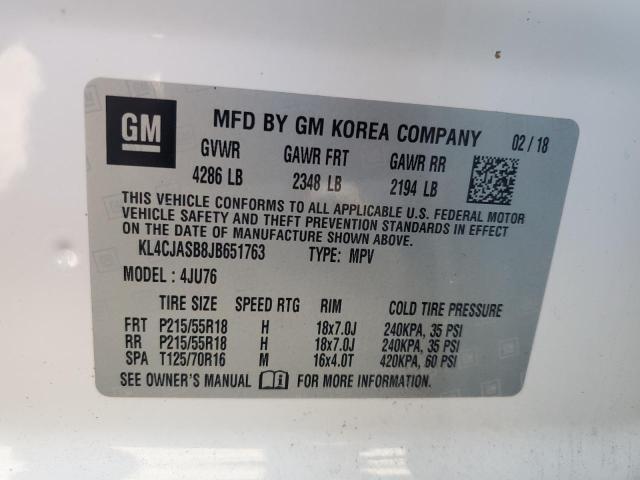 GM
MFD BY GM KOREA COMPANY 02 / 18
GVWR GAWR FRT GAWR RR
4286 LB 2348 LB 2194 LB
THIS VEHICLE CONFORMS TO ALL APPLICABLE U.S. FEDERAL MOTOR
VEHICLE SAFETY AND THEFT PREVENTION STANDARDS IN EFFECT
ON THE DATE OF MANUFACTURE SHOWN ABOVE.
KL4CJASB8JB651763 TYPE: MPV
MODEL : 4JU76
TIRE SIZE SPEED RTG RIM COLD TIRE PRESSURE
FRT P215/55R18 H 18x7.0J 240KPA, 35 PSI
RR P215/55R18 H 18x7.0J 240KPA, 35 PSI
SPA T125/70R16 M 16x4.0T 420KPA, 60 PSI
SEE OWNER'S MANUAL FOR MORE INFORMATION.